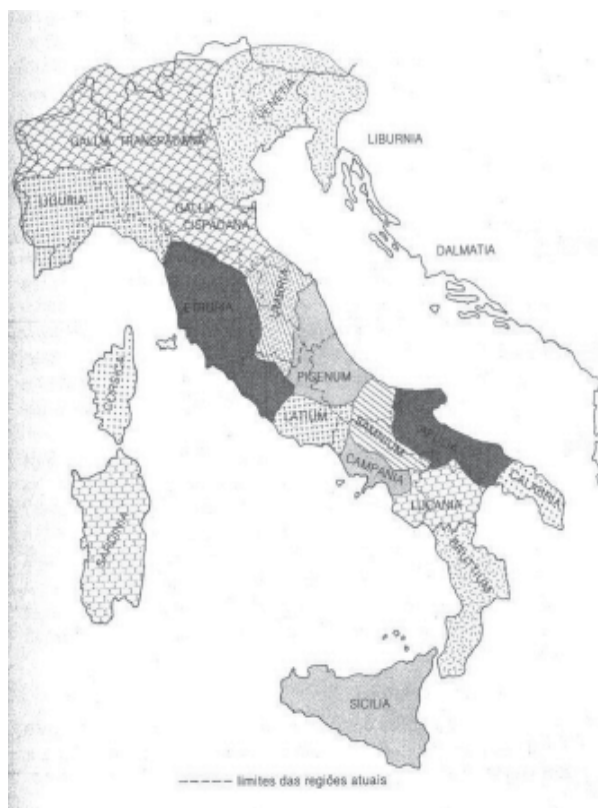 VENETIA
GALLIA TRANSPADANA
LIBURNIA
LIGURIA
GALLIA
CISPADANA
DALMATIA
ETRURIA
UMBRIA
CORSICA
PICENUM
LATIUM
SAMNIUM
APULIA
CAMPANIA
CALABRIA
LUCANIA
SARDINIA
BRUTTIUM
SICILIA
limites das regiões atuais